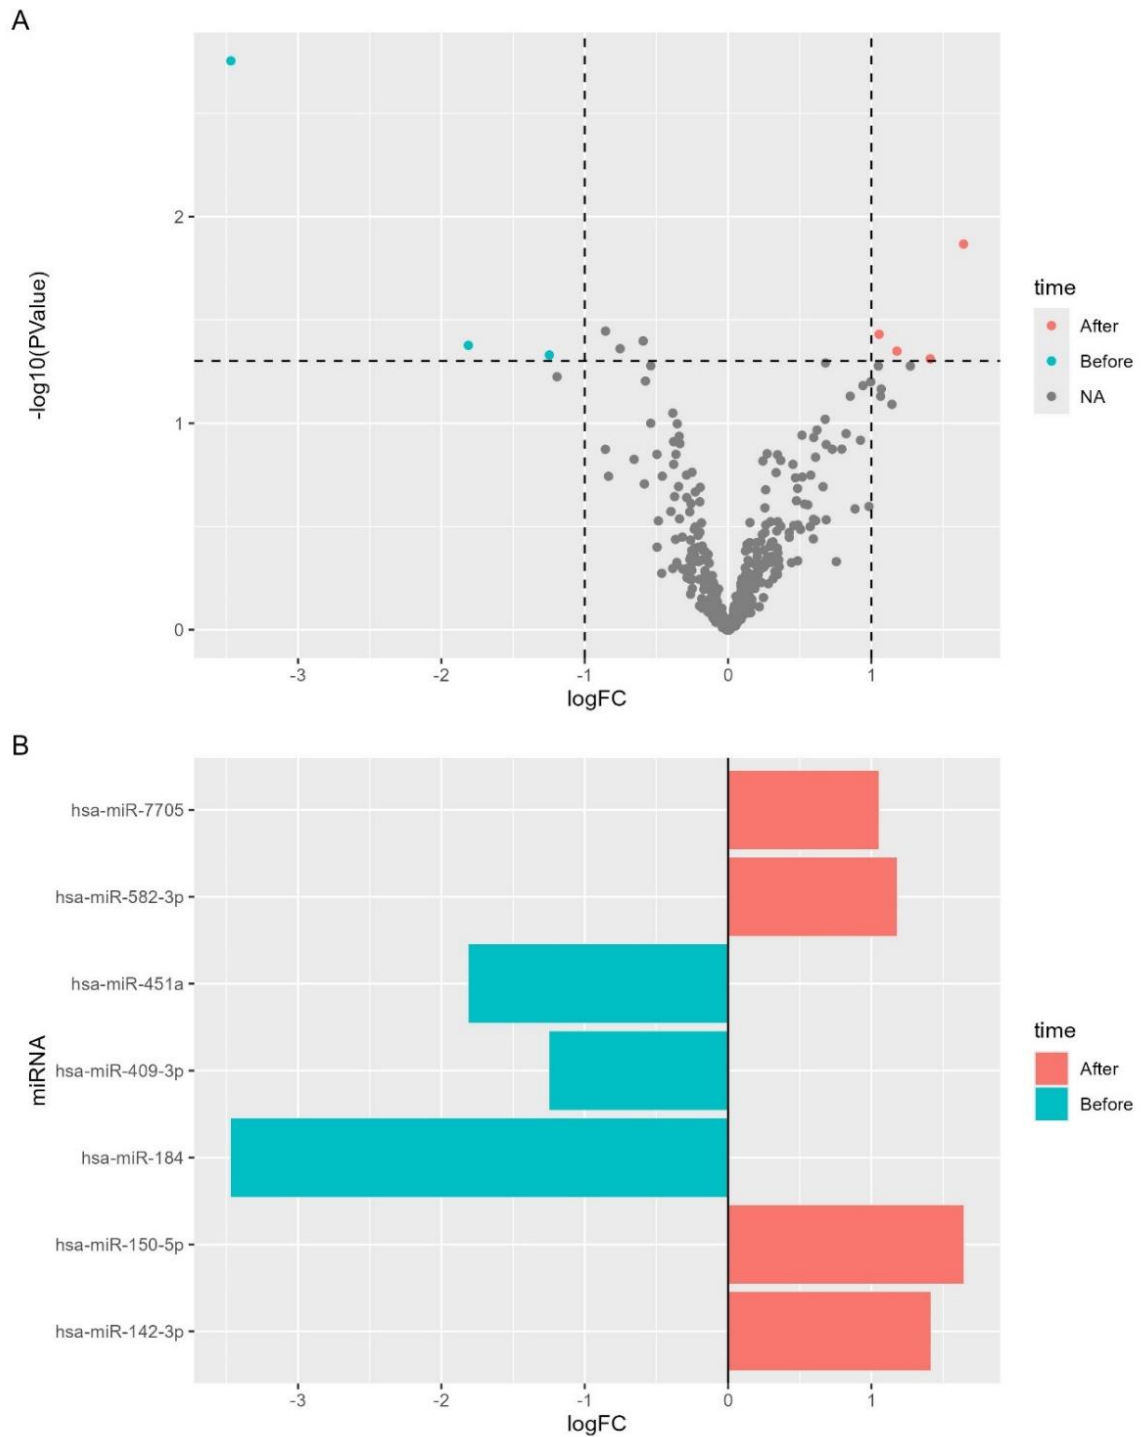 A
-log10(PValue)
2
1
0
-3
-2
-1
0
1
logFC
time
After
Before
NA
B
miRNA
hsa-miR-7705
hsa-miR-582-3p
hsa-miR-451a
hsa-miR-409-3p
hsa-miR-184
hsa-miR-150-5p
hsa-miR-142-3p
-3
-2
-1
0
1
logFC
time
After
Before